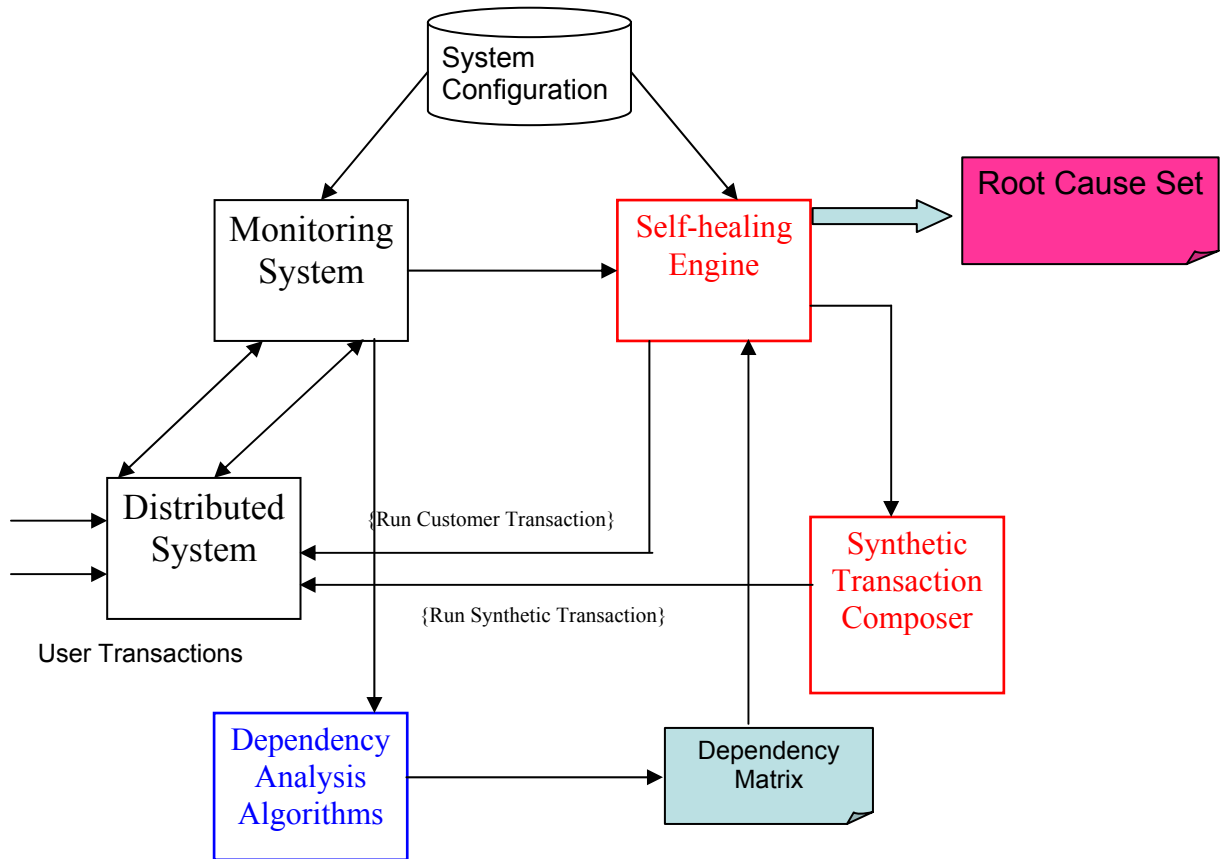 System
Configuration
Root Cause Set
Monitoring
System
Self-healing
Engine
Distributed
System
{Run Customer Transaction}
Synthetic
Transaction
Composer
{Run Synthetic Transaction}
User Transactions
Dependency
Analysis
Algorithms
Dependency
Matrix